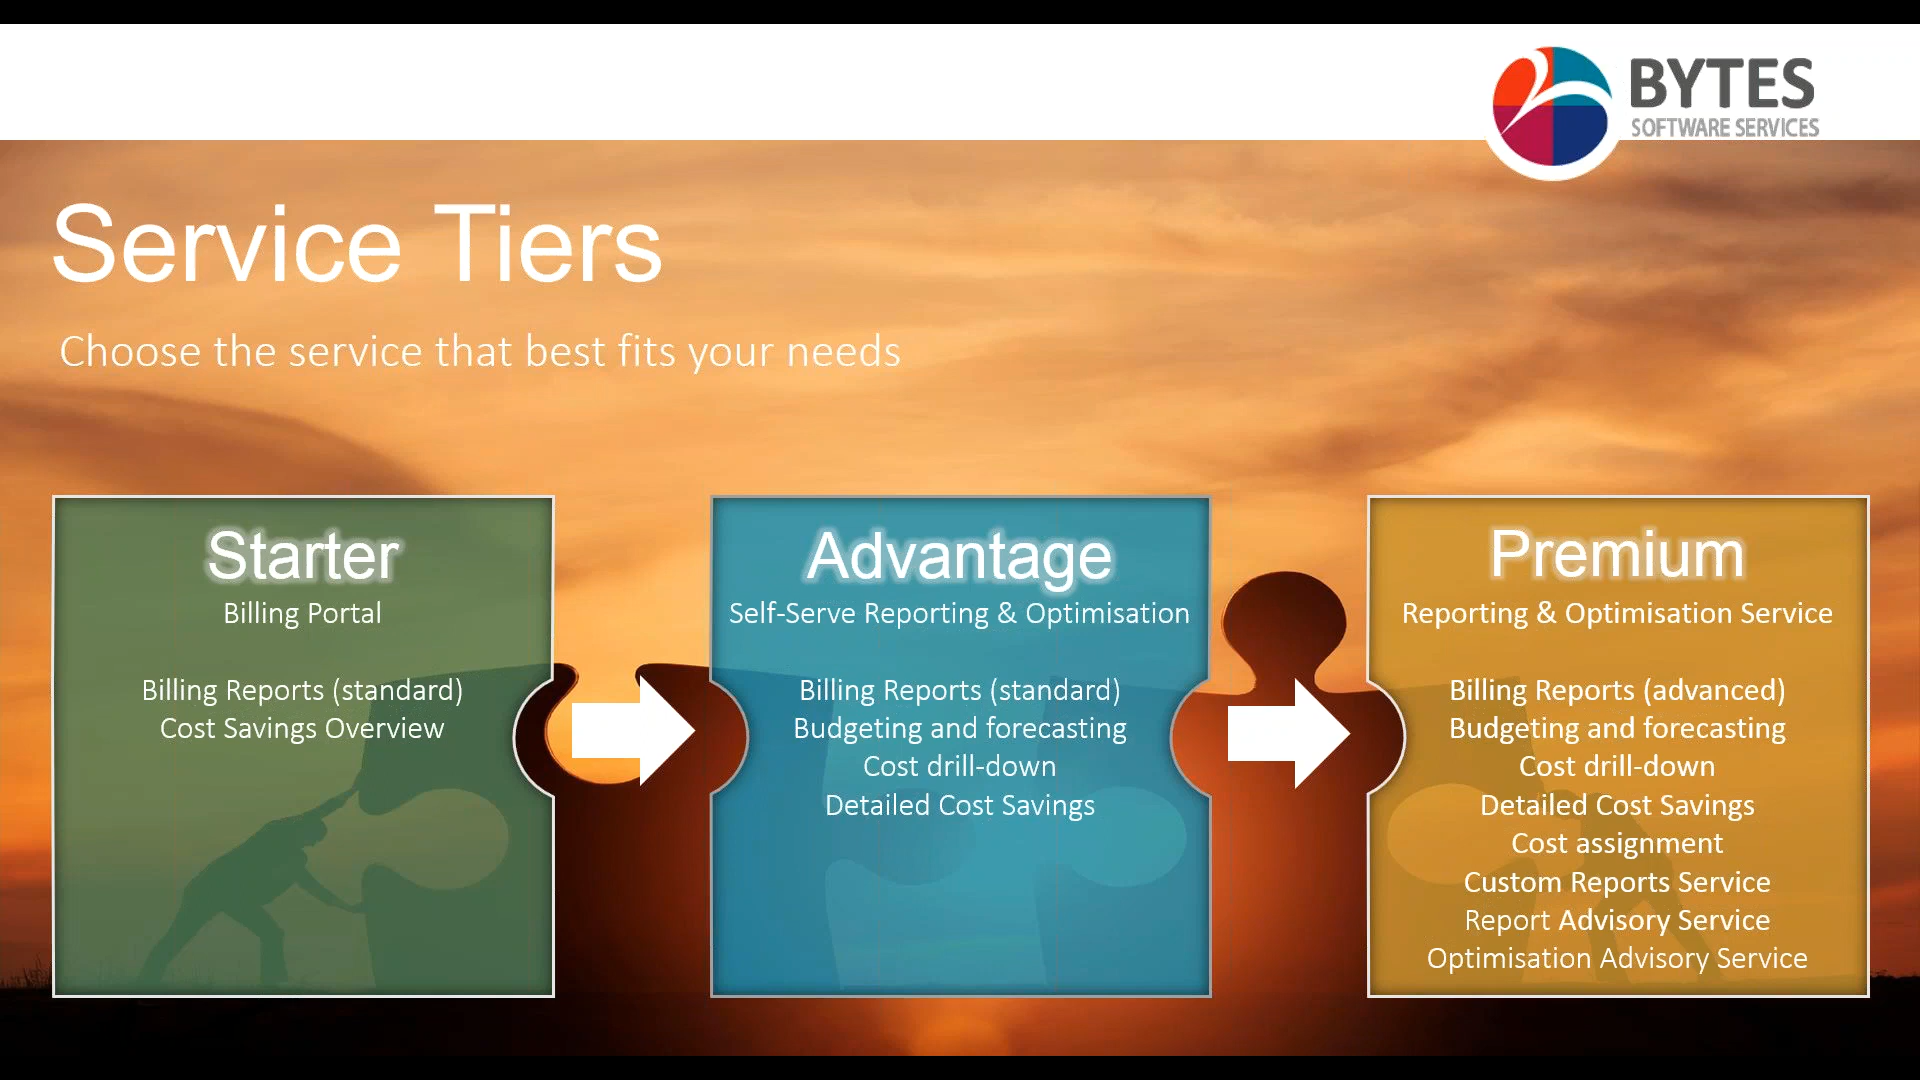 BYTES
SOFTWARE SERVICES
Service Tiers
Choose the service that best fits your needs
Starter
Billing Portal
Billing Reports (standard)
Cost Savings Overview
Advantage
Self-Serve Reporting & Optimisation
Billing Reports (standard)
Budgeting and forecasting
Cost drill-down
Detailed Cost Savings
Premium
Reporting & Optimisation Service
Billing Reports (advanced)
Budgeting and forecasting
Cost drill-down
Detailed Cost Savings
Cost assignment
Custom Reports Service
Report Advisory Service
Optimisation Advisory Service